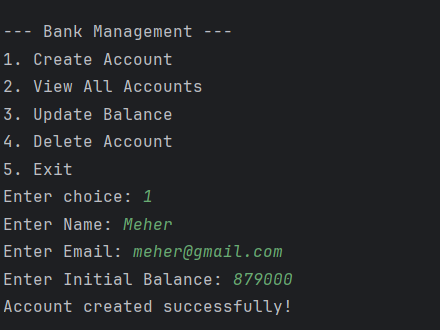 --- Bank Management ---
1. Create Account
2. View All Accounts
3. Update Balance
4. Delete Account
5. Exit
Enter choice: 1
Enter Name: Meher
Enter Email: meher@gmail.com
Enter Initial Balance: 879000
Account created successfully!